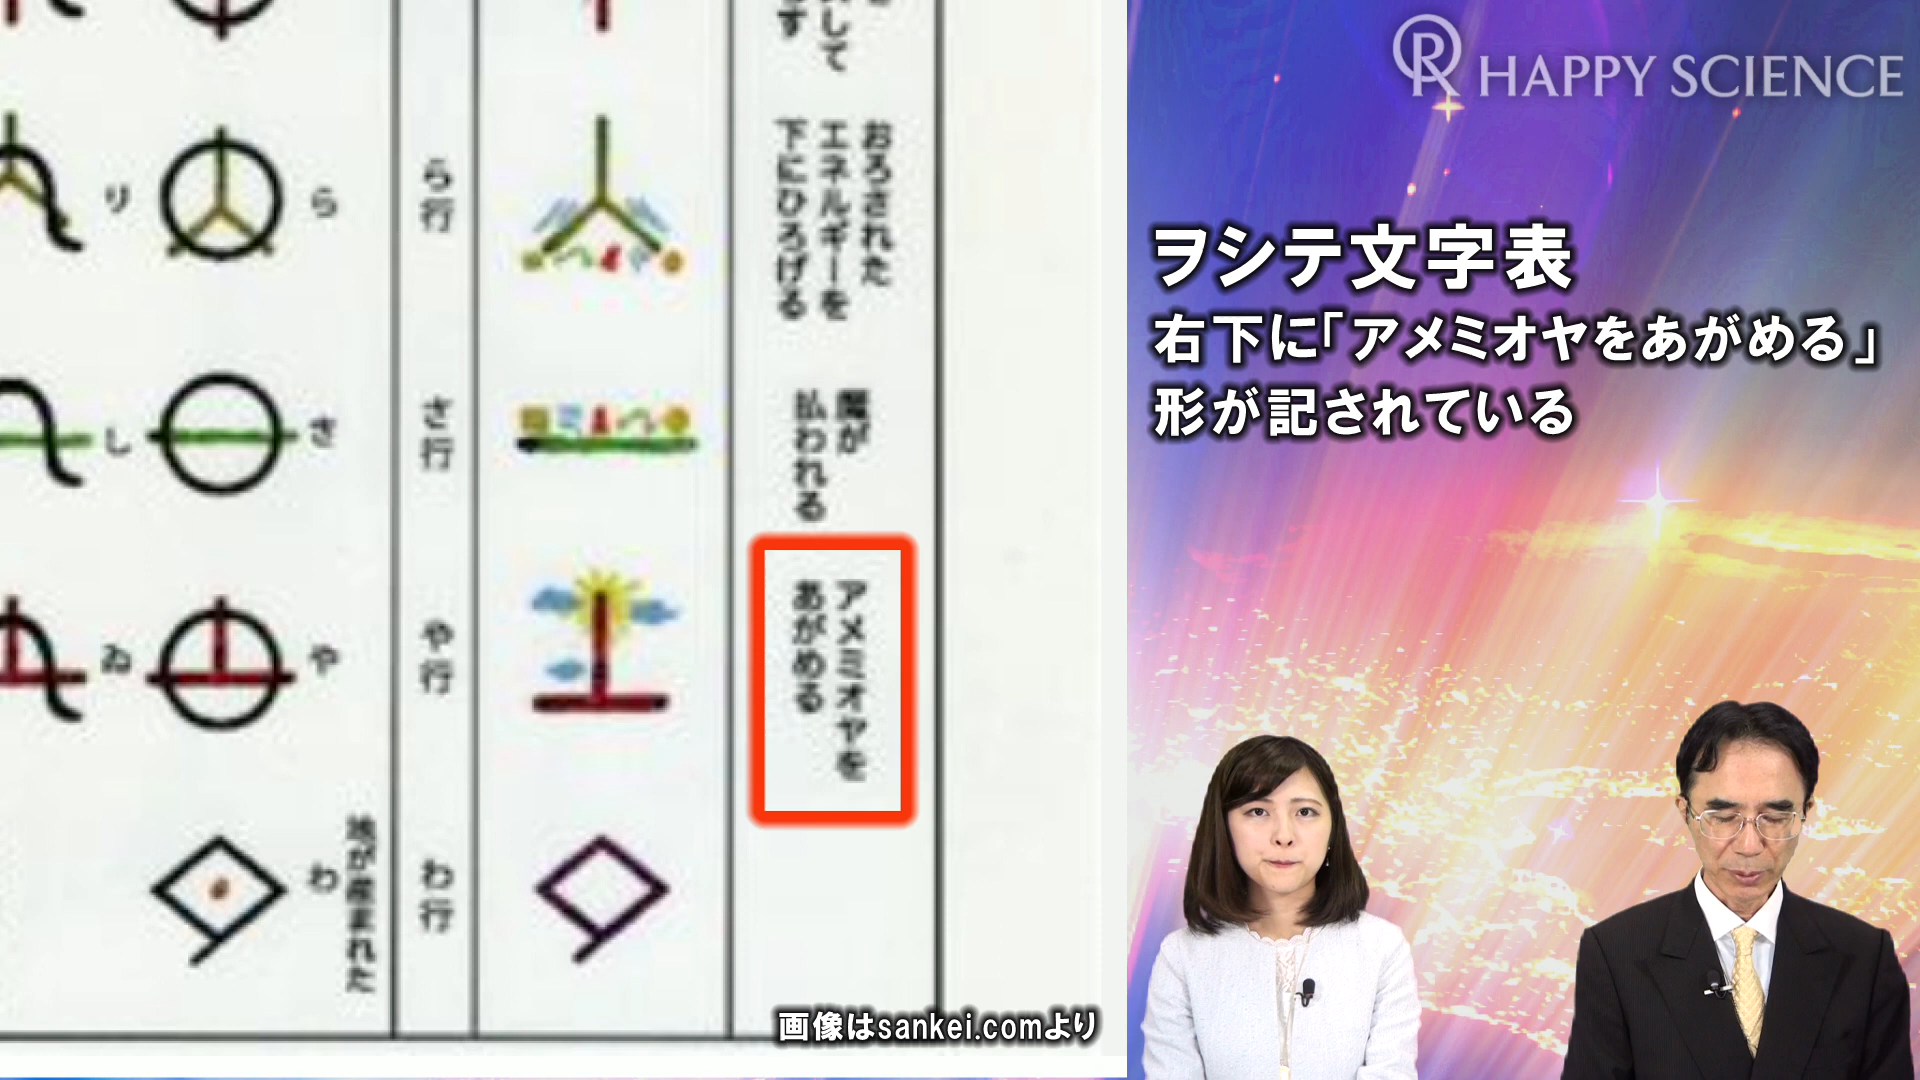 HAPPY SCIENCE
ヲシテ文字表
右下に「アメミオヤをあがめる」
形が記されている
して
す
おろされた
エネルギーを
下にひろげる
ら行
ら
り
魔が
払われる
さ行
さ
し
アメミオヤを
あがめる
や行
や
ゐ
わ行
地が産まれた
わ
画像はsankei.comより